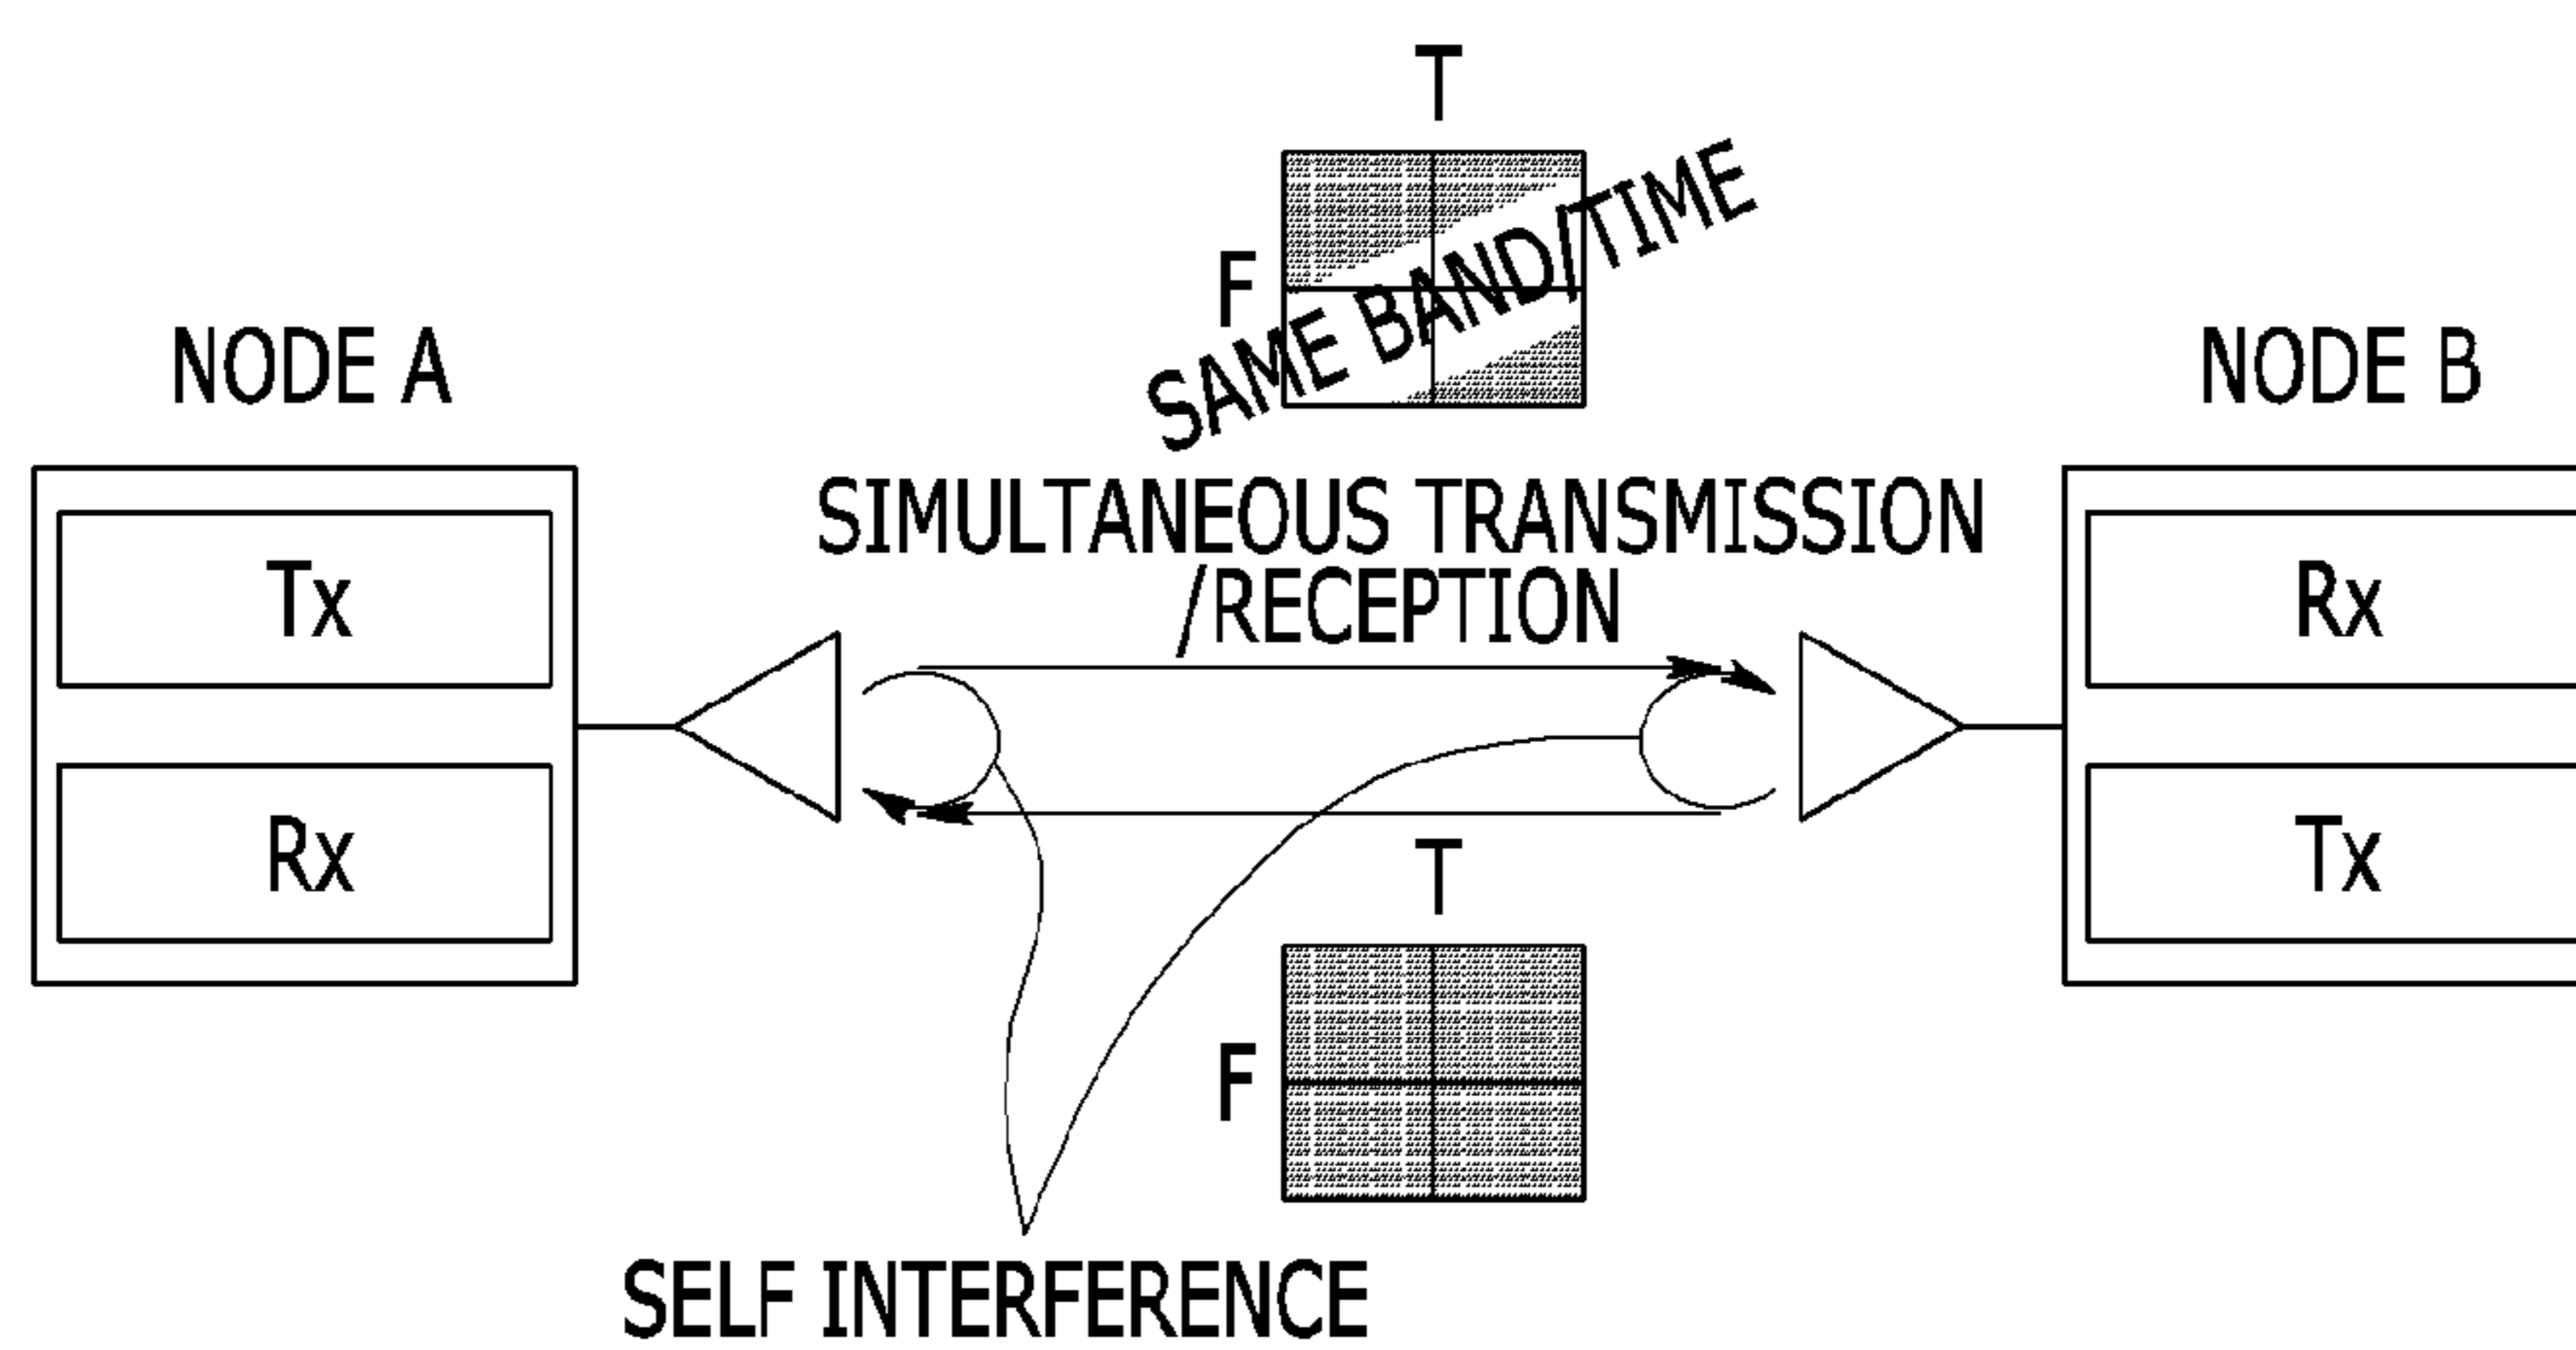 T
F
SAME BAND/TIME
NODE A
NODE B
SIMULTANEOUS TRANSMISSION
/RECEPTION
Tx
Rx
Rx
Tx
T
F
SELF INTERFERENCE